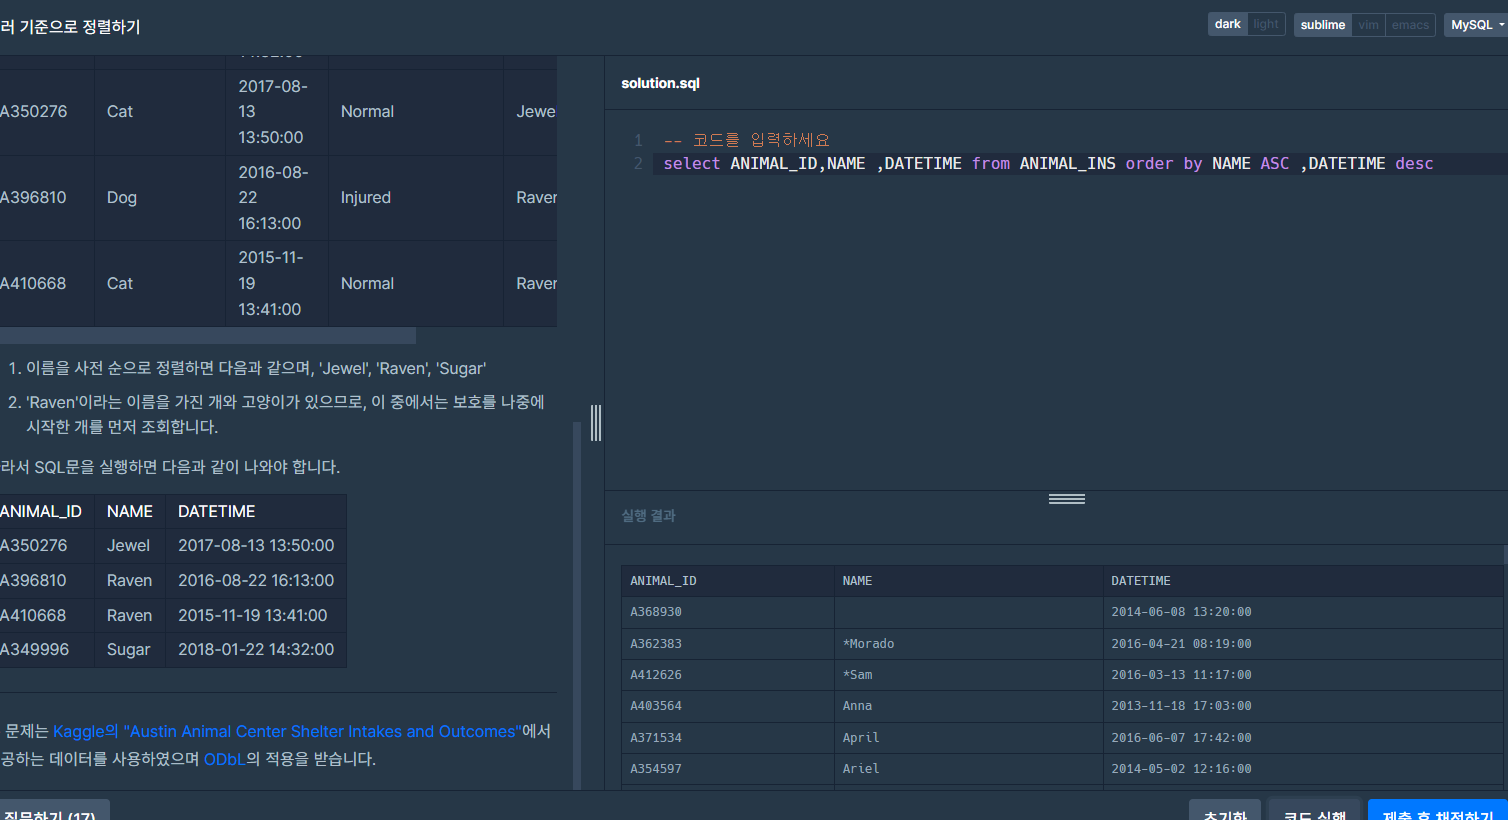 러 기준으로 정렬하기
dark light sublime vim emacs MySQL
A350276 Cat 2017-08-13 13:50:00 Normal Jewe
A396810 Dog 2016-08-22 16:13:00 Injured Raver
A410668 Cat 2015-11-19 13:41:00 Normal Raver
1. 이름을 사전 순으로 정렬하면 다음과 같으며, 'Jewel', 'Raven', 'Sugar'
2. 'Raven'이라는 이름을 가진 개와 고양이가 있으므로, 이 중에서는 보호를 나중에
시작한 개를 먼저 조회합니다.
라서 SQL문을 실행하면 다음과 같이 나와야 합니다.
ANIMAL_ID NAME DATETIME
A350276 Jewel 2017-08-13 13:50:00
A396810 Raven 2016-08-22 16:13:00
A410668 Raven 2015-11-19 13:41:00
A349996 Sugar 2018-01-22 14:32:00
문제는 Kaggle의 "Austin Animal Center Shelter Intakes and Outcomes"에서
공하는 데이터를 사용하였으며 ODbL의 적용을 받습니다.
질문하기 (17)
solution.sql
1 -- 코드를 입력하세요
2 select ANIMAL_ID,NAME ,DATETIME from ANIMAL_INS order by NAME ASC ,DATETIME desc
실행 결과
ANIMAL_ID NAME DATETIME
A368930 2014-06-08 13:20:00
A362383 *Morado 2016-04-21 08:19:00
A412626 *Sam 2016-03-13 11:17:00
A403564 Anna 2013-11-18 17:03:00
A371534 April 2016-06-07 17:42:00
A354597 Ariel 2014-05-02 12:16:00
초기화 코드 실행 제출 후 채점하기